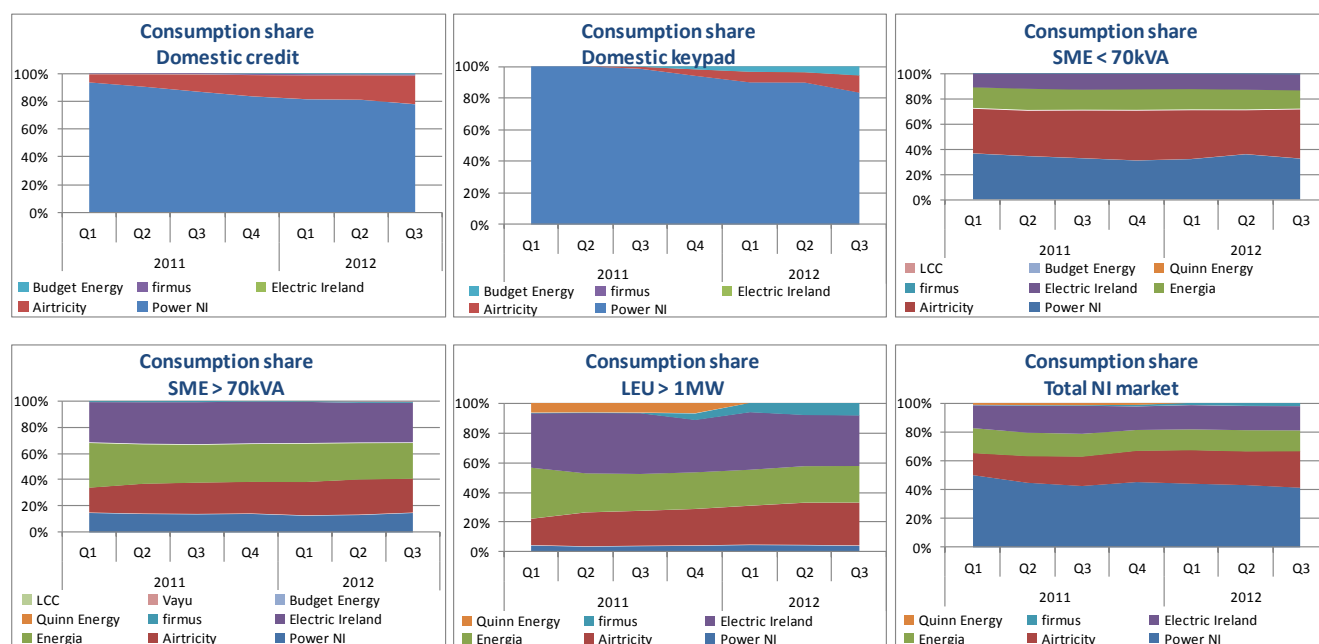 Consumption share
Domestic credit
100%
80%
60%
40%
20%
0%
Q1 Q2 Q3 Q4 Q1 Q2 Q3
2011 2012
Budget Energy firmus Electric Ireland
Airtricity Power NI
Consumption share
Domestic keypad
100%
80%
60%
40%
20%
0%
Q1 Q2 Q3 Q4 Q1 Q2 Q3
2011 2012
Budget Energy firmus Electric Ireland
Airtricity Power NI
Consumption share
SME < 70kVA
100%
80%
60%
40%
20%
0%
Q1 Q2 Q3 Q4 Q1 Q2 Q3
2011 2012
LCC Budget Energy Quinn Energy
firmus Electric Ireland Energia
Airtricity Power NI
Consumption share
SME > 70kVA
100%
80%
60%
40%
20%
0%
Q1 Q2 Q3 Q4 Q1 Q2 Q3
2011 2012
LCC Vayu Budget Energy
Quinn Energy firmus Electric Ireland
Energia Airtricity Power NI
Consumption share
LEU > 1MW
100%
80%
60%
40%
20%
0%
Q1 Q2 Q3 Q4 Q1 Q2 Q3
2011 2012
Quinn Energy firmus Electric Ireland
Energia Airtricity Power NI
Consumption share
Total NI market
100%
80%
60%
40%
20%
0%
Q1 Q2 Q3 Q4 Q1 Q2 Q3
2011 2012
Quinn Energy firmus Electric Ireland
Energia Airtricity Power NI